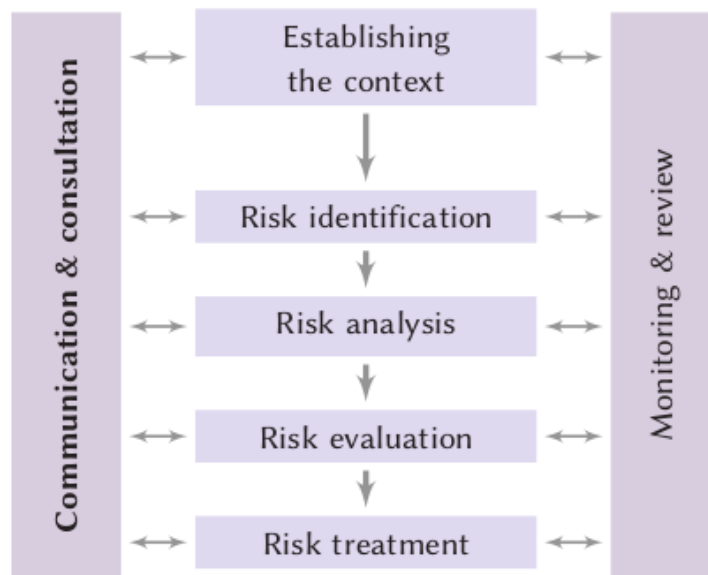 Communication & consultation
Establishing
the context
Risk identification
Risk analysis
Risk evaluation
Risk treatment
Monitoring & review